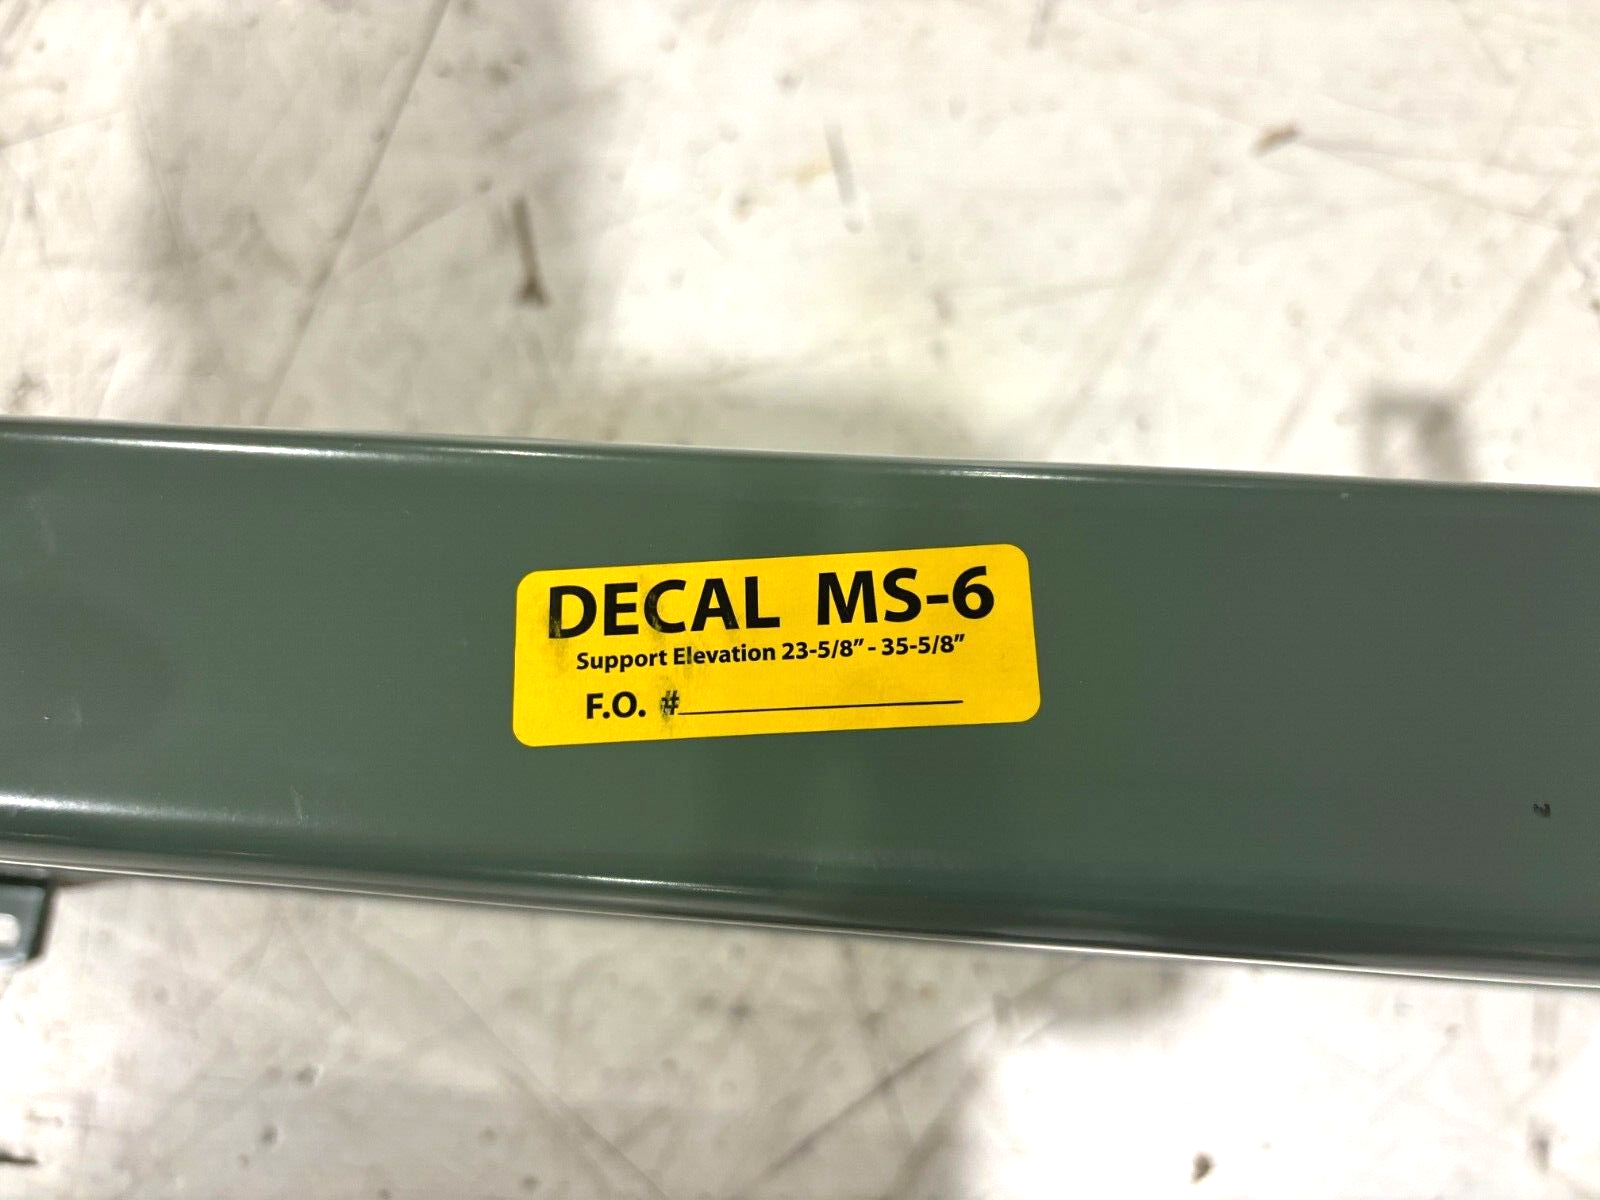 DECAL MS-6
Support Elevation 23-5/8" - 35-5/8"
F.O. #